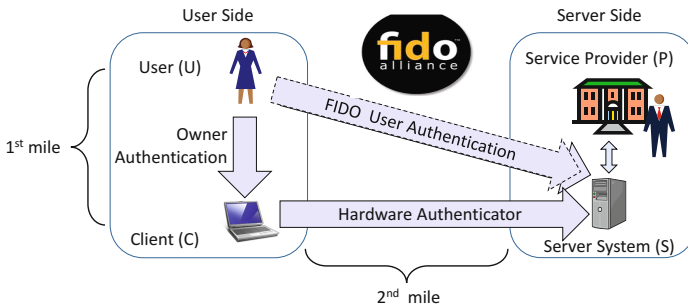 User Side
Server Side
fido
™
alliance
User (U)
Service Provider (P)
FIDO User Authentication
1st mile
Owner
Authentication
Hardware Authenticator
Client (C)
Server System (S)
2nd mile